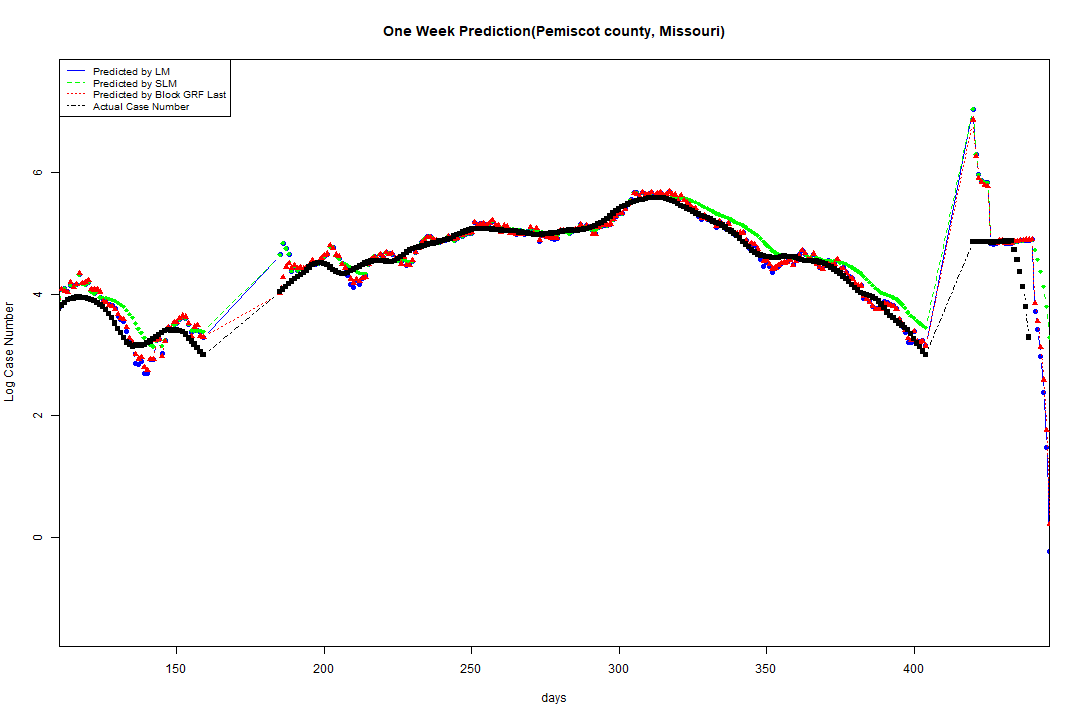 One Week Prediction(Pemiscot county, Missouri)
Predicted by LM
Predicted by SLM
Predicted by Block GRF Last
Actual Case Number
Log Case Number
6
4
2
0
150 200 250 300 350 400
days